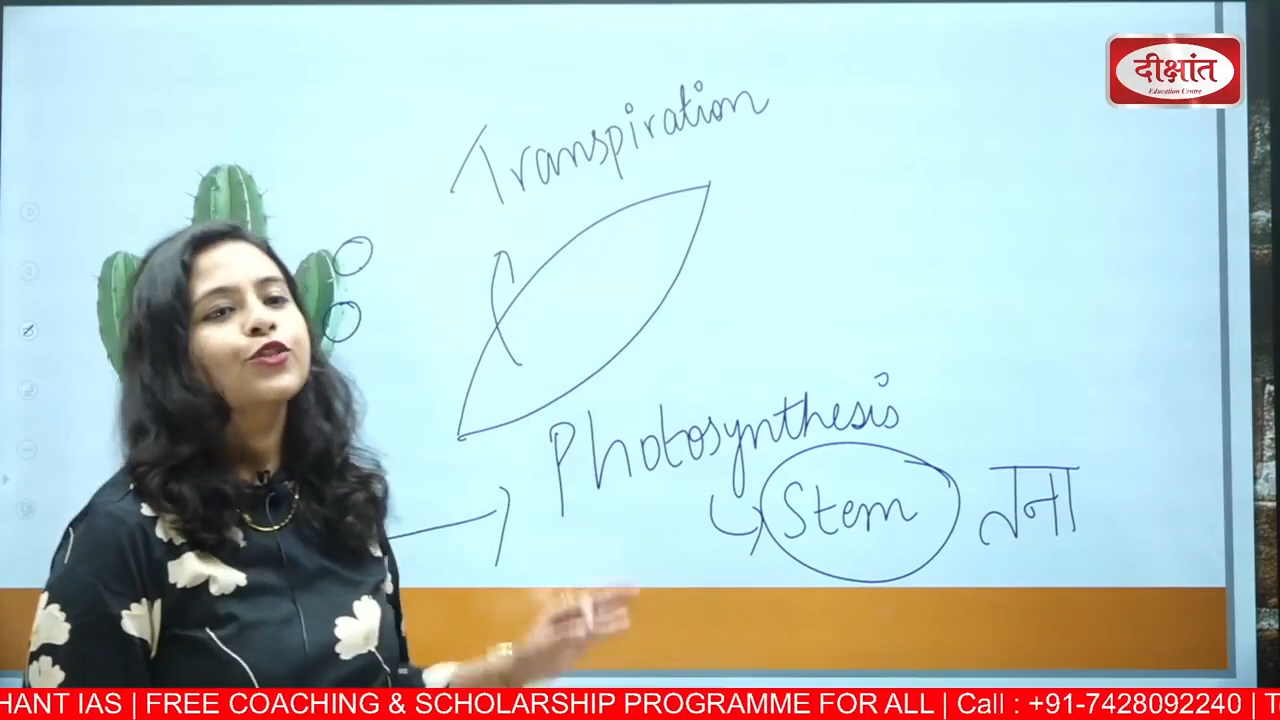 दीक्षांत
Education Centre
Transpiration
Photosynthesis
Stem तना
HANT IAS | FREE COACHING & SCHOLARSHIP PROGRAMME FOR ALL | Call : +91-7428092240 | T